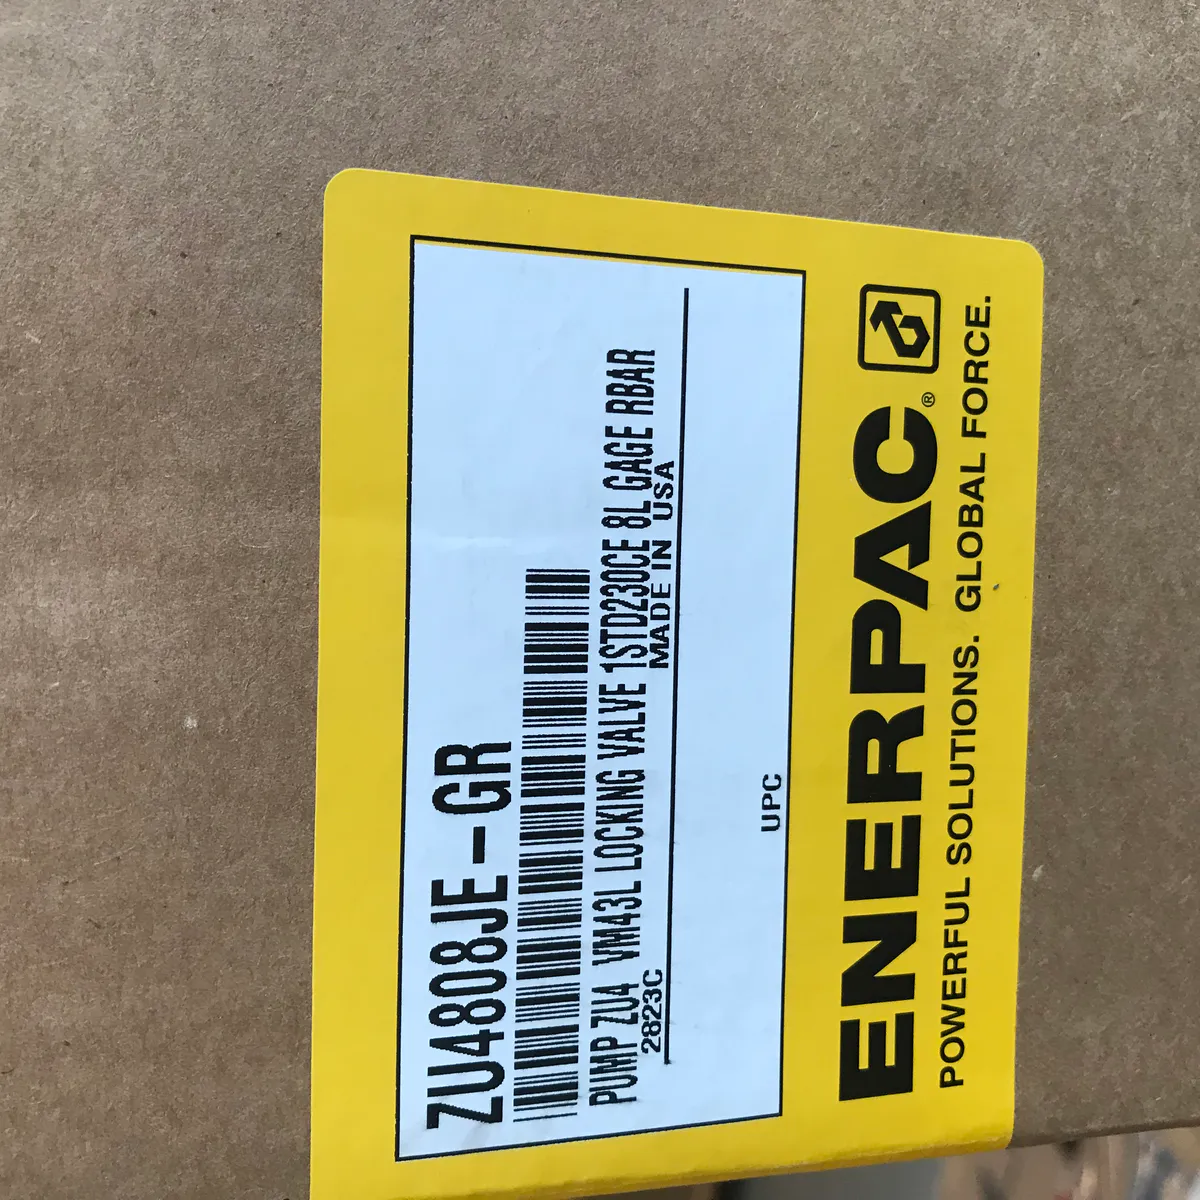 ZU4808JE-GR
PUMP ZU4 VM43L LOCKING VALVE 1STD230CE 8L GAGE RBAR
2823C MADE IN USA
UPC
ENERPAC®
POWERFUL SOLUTIONS. GLOBAL FORCE.